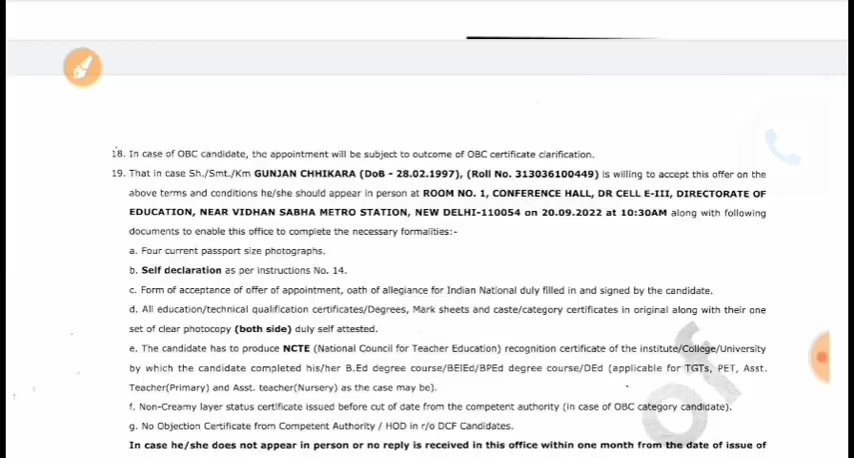 18. In case of OBC candidate, the appointment will be subject to outcome of OBC certificate clarification.
19. That in case Sh./Smt./Km GUNJAN CHHIKARA (DoB - 28.02.1997), (Roll No. 313036100449) is willing to accept this offer on the
above terms and conditions he/she should appear in person at ROOM NO. 1, CONFERENCE HALL, DR CELL E-III, DIRECTORATE OF
EDUCATION, NEAR VIDHAN SABHA METRO STATION, NEW DELHI-110054 on 20.09.2022 at 10:30AM along with following
documents to enable this office to complete the necessary formalities:-
a. Four current passport size photographs.
b. Self declaration as per instructions No. 14.
c. Form of acceptance of offer of appointment, oath of allegiance for Indian National duly filled in and signed by the candidate.
d. All education/technical qualification certificates/Degrees, Mark sheets and caste/category certificates in original along with their one
set of clear photocopy (both side) duly self attested.
e. The candidate has to produce NCTE (National Council for Teacher Education) recognition certificate of the institute/College/University
by which the candidate completed his/her B.Ed degree course/BElEd/BPEd degree course/DEd (applicable for TGTs, PET, Asst.
Teacher(Primary) and Asst. teacher(Nursery) as the case may be).
f. Non-Creamy layer status certificate issued before cut of date from the competent authority (in case of OBC category candidate).
g. No Objection Certificate from Competent Authority / HOD in r/o DCF Candidates.
In case he/she does not appear in person or no reply is received in this office within one month from the date of issue of
of